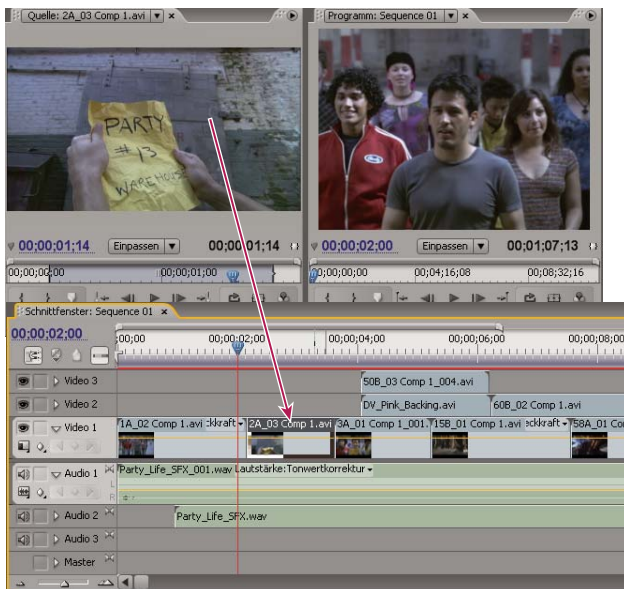 Quelle: 2A_03 Comp 1.avi
Programm: Sequence 01
PARTY
#13
WAREHOUSE
00;00;01;14 Einpassen 00;00;01;14
00;00;02;00 Einpassen 00;01;07;13
00;00;00;00 00;00;01;00
00;00;00;00 00;04;16;08 00;08;32;16
Schnittfenster: Sequence 01
00;00;02;00
;00;00 00;00;02;00 00;00;04;00 00;00;06;00 00;00;08;00
Video 3
50B_03 Comp 1_004.avi
Video 2
DV_Pink_Backing.avi
60B_02 Comp 1.avi
Video 1
1A_02 Comp 1.avi :ckkraft
2A_03 Comp 1.avi
3A_01 Comp 1_001.
15B_01 Comp 1.avi eckkraft
58A_01 Co
Audio 1
Party_Life_SFX_001.wav Lautstärke:Tonwertkorrektur
L
R
Audio 2
Party_Life_SFX.wav
Audio 3
Master